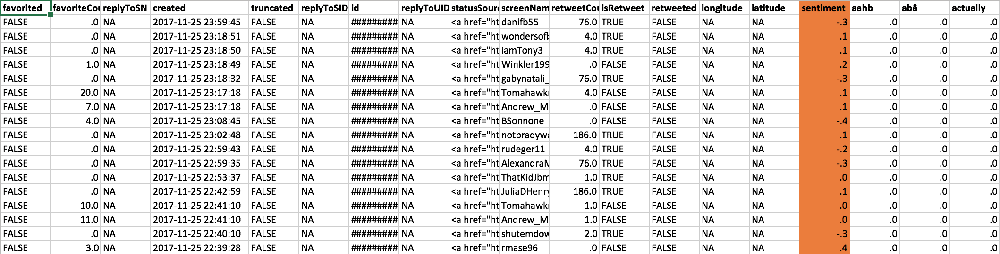 favorited favoriteCou replyToSN created truncated replyToSID id replyToUID statusSour screenNam retweetCou isRetweet retweeted longitude latitude sentiment aahb abâ actually
FALSE .0 NA 2017-11-25 23:59:45 FALSE NA ######### NA <a href="ht danifb55 76.0 TRUE FALSE NA NA -.3 .0 .0 .0
FALSE .0 NA 2017-11-25 23:18:51 FALSE NA ######### NA <a href="ht wondersofb 4.0 TRUE FALSE NA NA .1 .0 .0 .0
FALSE .0 NA 2017-11-25 23:18:50 FALSE NA ######### NA <a href="ht iamTony3 4.0 TRUE FALSE NA NA .1 .0 .0 .0
FALSE 1.0 NA 2017-11-25 23:18:49 FALSE NA ######### NA <a href="ht Winkler199 .0 FALSE FALSE NA NA .2 .0 .0 .0
FALSE .0 NA 2017-11-25 23:18:32 FALSE NA ######### NA <a href="ht gabynatali_ 76.0 TRUE FALSE NA NA -.3 .0 .0 .0
FALSE 20.0 NA 2017-11-25 23:17:18 FALSE NA ######### NA <a href="ht Tomahawk 4.0 FALSE FALSE NA NA .1 .0 .0 .0
FALSE 7.0 NA 2017-11-25 23:17:18 FALSE NA ######### NA <a href="ht Andrew_M .0 FALSE FALSE NA NA .1 .0 .0 .0
FALSE 4.0 NA 2017-11-25 23:08:45 FALSE NA ######### NA <a href="ht BSonnone .0 FALSE FALSE NA NA -.4 .0 .0 .0
FALSE .0 NA 2017-11-25 23:02:48 FALSE NA ######### NA <a href="ht notbradywa 186.0 TRUE FALSE NA NA .1 .0 .0 .0
FALSE .0 NA 2017-11-25 22:59:43 FALSE NA ######### NA <a href="ht rudeger11 4.0 TRUE FALSE NA NA -.2 .0 .0 .0
FALSE .0 NA 2017-11-25 22:59:35 FALSE NA ######### NA <a href="ht AlexandraM 76.0 TRUE FALSE NA NA -.3 .0 .0 .0
FALSE .0 NA 2017-11-25 22:53:37 FALSE NA ######### NA <a href="ht ThatKidJbm 1.0 TRUE FALSE NA NA .0 .0 .0 .0
FALSE .0 NA 2017-11-25 22:42:59 FALSE NA ######### NA <a href="ht JuliaDHenry 186.0 TRUE FALSE NA NA .1 .0 .0 .0
FALSE 10.0 NA 2017-11-25 22:41:10 FALSE NA ######### NA <a href="ht Tomahawk 1.0 FALSE FALSE NA NA .0 .0 .0 .0
FALSE 11.0 NA 2017-11-25 22:41:10 FALSE NA ######### NA <a href="ht Andrew_M 1.0 FALSE FALSE NA NA .0 .0 .0 .0
FALSE .0 NA 2017-11-25 22:40:10 FALSE NA ######### NA <a href="ht shutemdow 2.0 TRUE FALSE NA NA -.3 .0 .0 .0
FALSE 3.0 NA 2017-11-25 22:39:28 FALSE NA ######### NA <a href="ht rmase96 .0 FALSE FALSE NA NA .4 .0 .0 .0